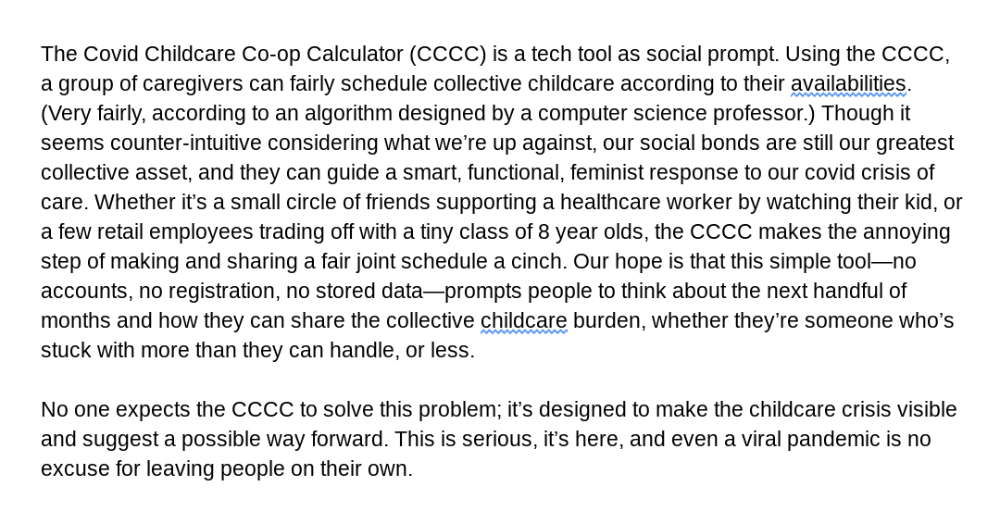 The Covid Childcare Co-op Calculator (CCCC) is a tech tool as social prompt. Using the CCCC,
a group of caregivers can fairly schedule collective childcare according to their availabilities.
(Very fairly, according to an algorithm designed by a computer science professor.) Though it
seems counter-intuitive considering what we’re up against, our social bonds are still our greatest
collective asset, and they can guide a smart, functional, feminist response to our covid crisis of
care. Whether it’s a small circle of friends supporting a healthcare worker by watching their kid, or
a few retail employees trading off with a tiny class of 8 year olds, the CCCC makes the annoying
step of making and sharing a fair joint schedule a cinch. Our hope is that this simple tool—no
accounts, no registration, no stored data—prompts people to think about the next handful of
months and how they can share the collective childcare burden, whether they’re someone who’s
stuck with more than they can handle, or less.
No one expects the CCCC to solve this problem; it’s designed to make the childcare crisis visible
and suggest a possible way forward. This is serious, it’s here, and even a viral pandemic is no
excuse for leaving people on their own.